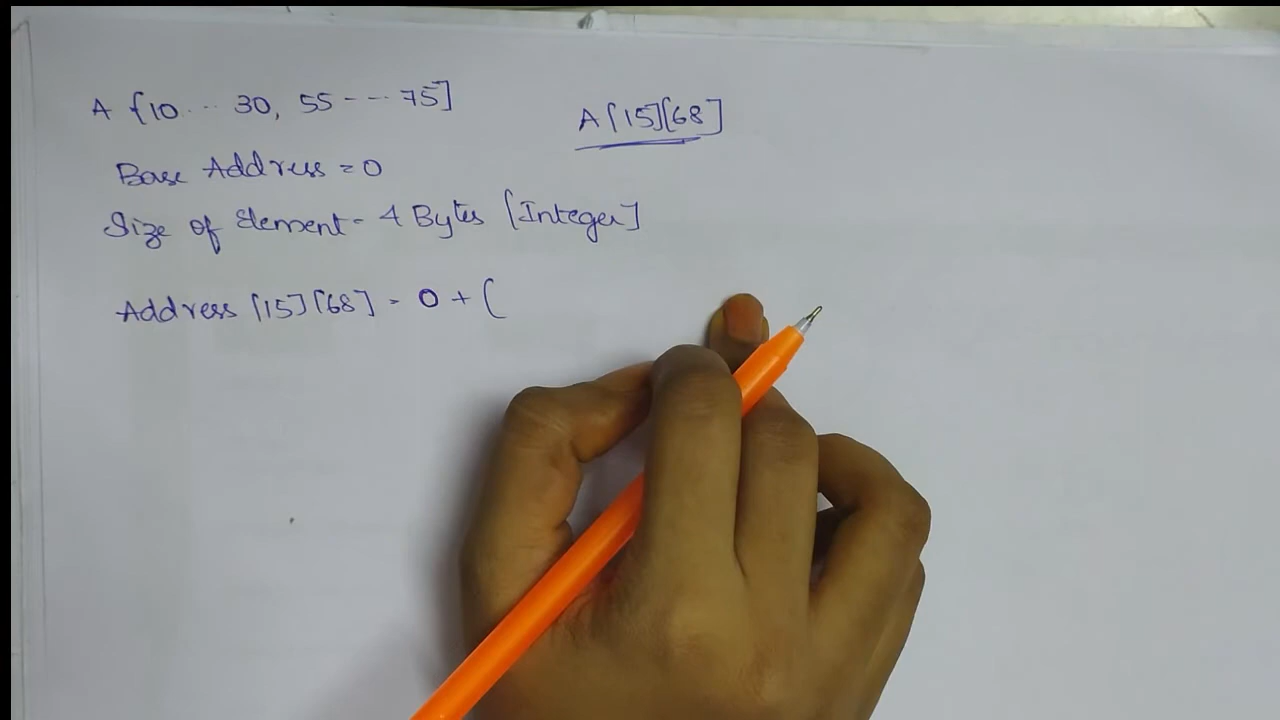 A [10 ... 30, 55 --- 75]
A[15][68]
Base Address = 0
Size of Element - 4 Bytes [Integer]
Address [15][68] = 0 + (